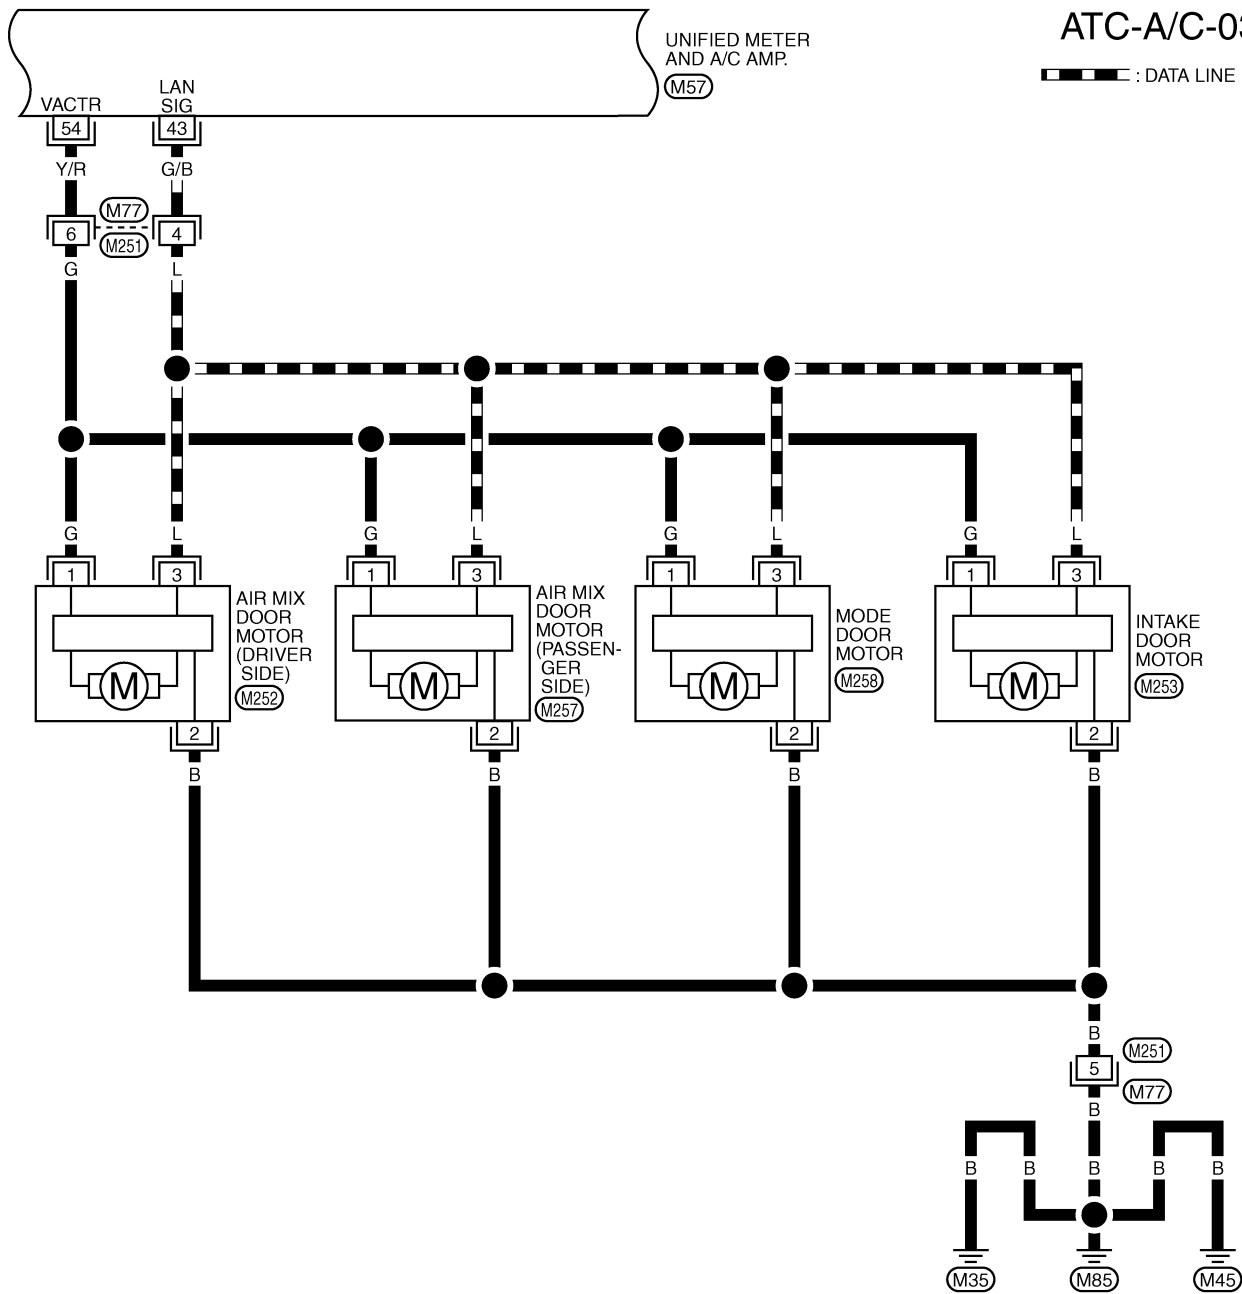 ATC-A/C-03
UNIFIED METER
AND A/C AMP.
M57
: DATA LINE
VACTR
LAN
SIG
54
43
Y/R
G/B
M77
6
4
M251
G
L
G
L
G
L
G
L
G
L
1
3
1
3
1
3
1
3
AIR MIX
DOOR
MOTOR
(DRIVER
SIDE)
M252
AIR MIX
DOOR
MOTOR
(PASSEN-
GER
SIDE)
M257
MODE
DOOR
MOTOR
M258
INTAKE
DOOR
MOTOR
M253
M
M
M
M
2
2
2
2
B
B
B
B
B
M251
5
M77
B
B
B
B
B
B
M35
M85
M45